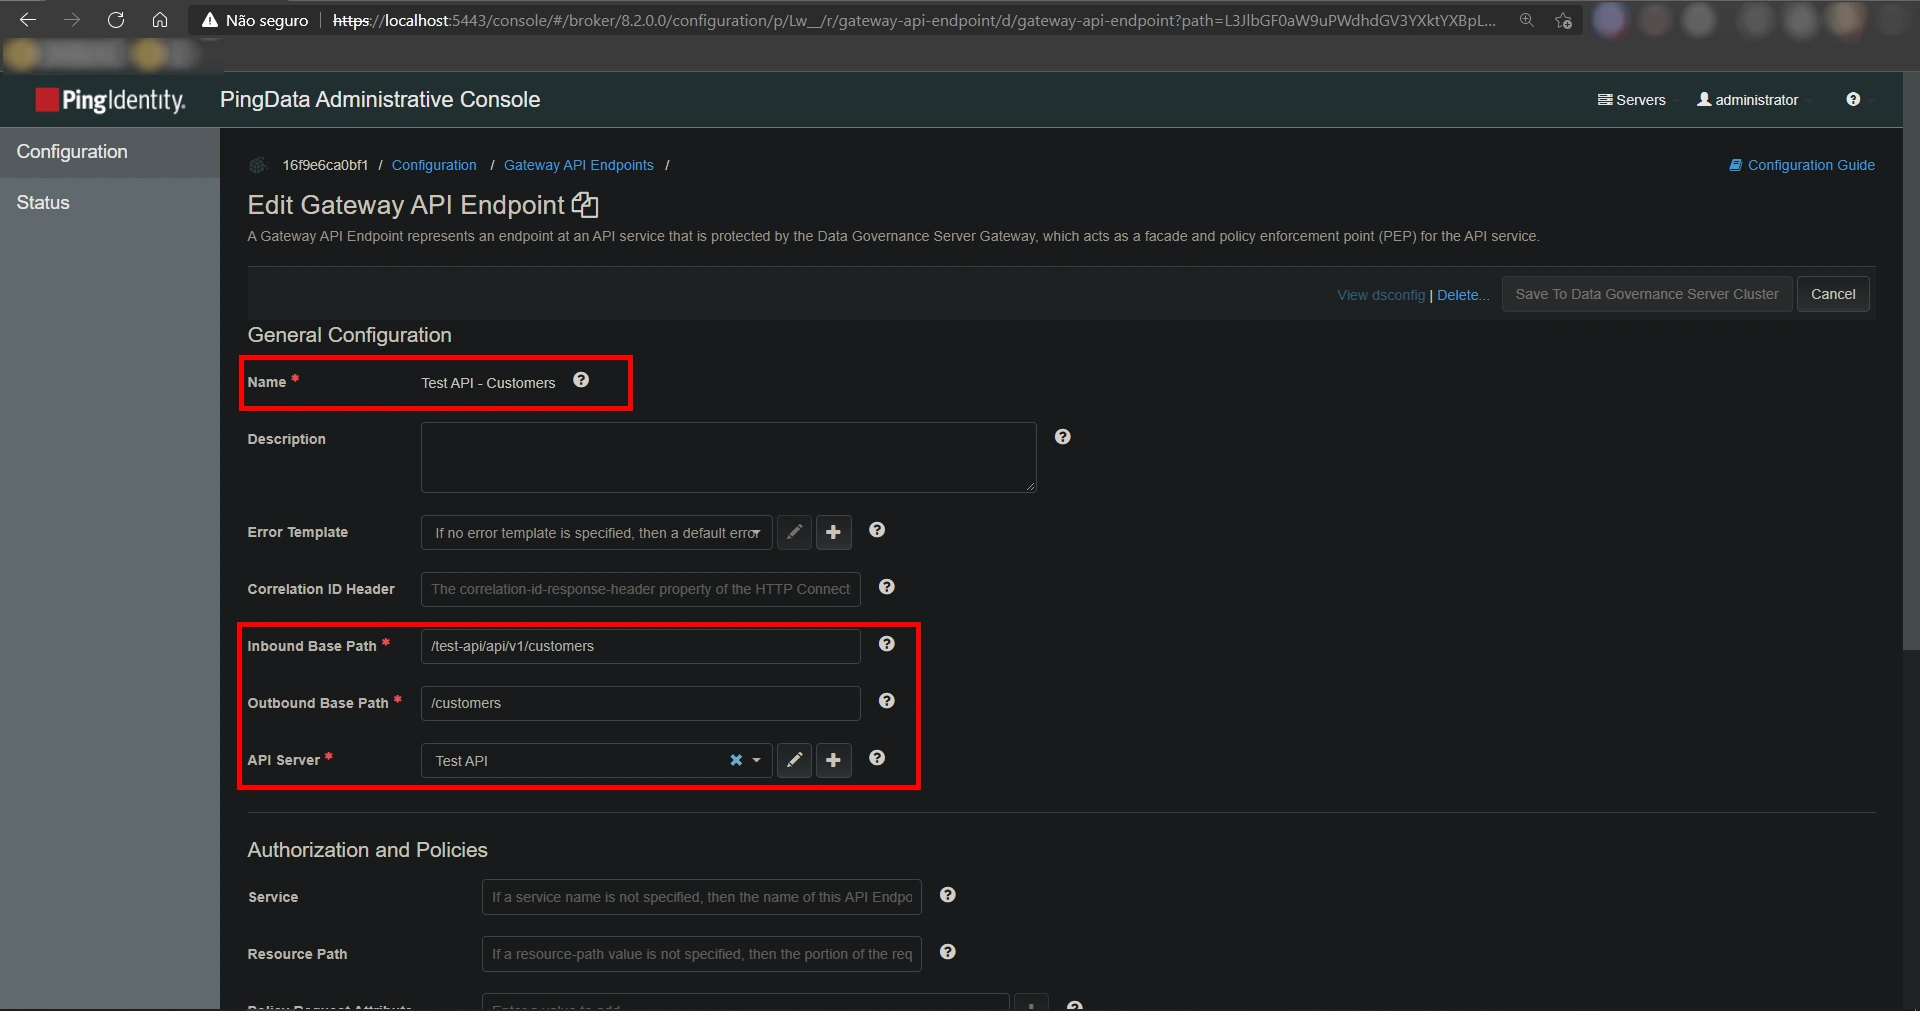 Não seguro https://localhost:5443/console/#/broker/8.2.0.0/configuration/p/Lw__/r/gateway-api-endpoint/d/gateway-api-endpoint?path=L3JlbGF0aW9uPWdhdGV3YXktYXBpL...
PingIdentity. PingData Administrative Console Servers administrator
Configuration
Status
16f9e6ca0bf1 / Configuration / Gateway API Endpoints / Configuration Guide
Edit Gateway API Endpoint
A Gateway API Endpoint represents an endpoint at an API service that is protected by the Data Governance Server Gateway, which acts as a facade and policy enforcement point (PEP) for the API service.
View dsconfig | Delete... Save To Data Governance Server Cluster Cancel
General Configuration
Name * Test API - Customers
Description
Error Template If no error template is specified, then a default error
Correlation ID Header The correlation-id-response-header property of the HTTP Connect
Inbound Base Path * /test-api/api/v1/customers
Outbound Base Path * /customers
API Server * Test API
Authorization and Policies
Service If a service name is not specified, then the name of this API Endpo
Resource Path If a resource-path value is not specified, then the portion of the req